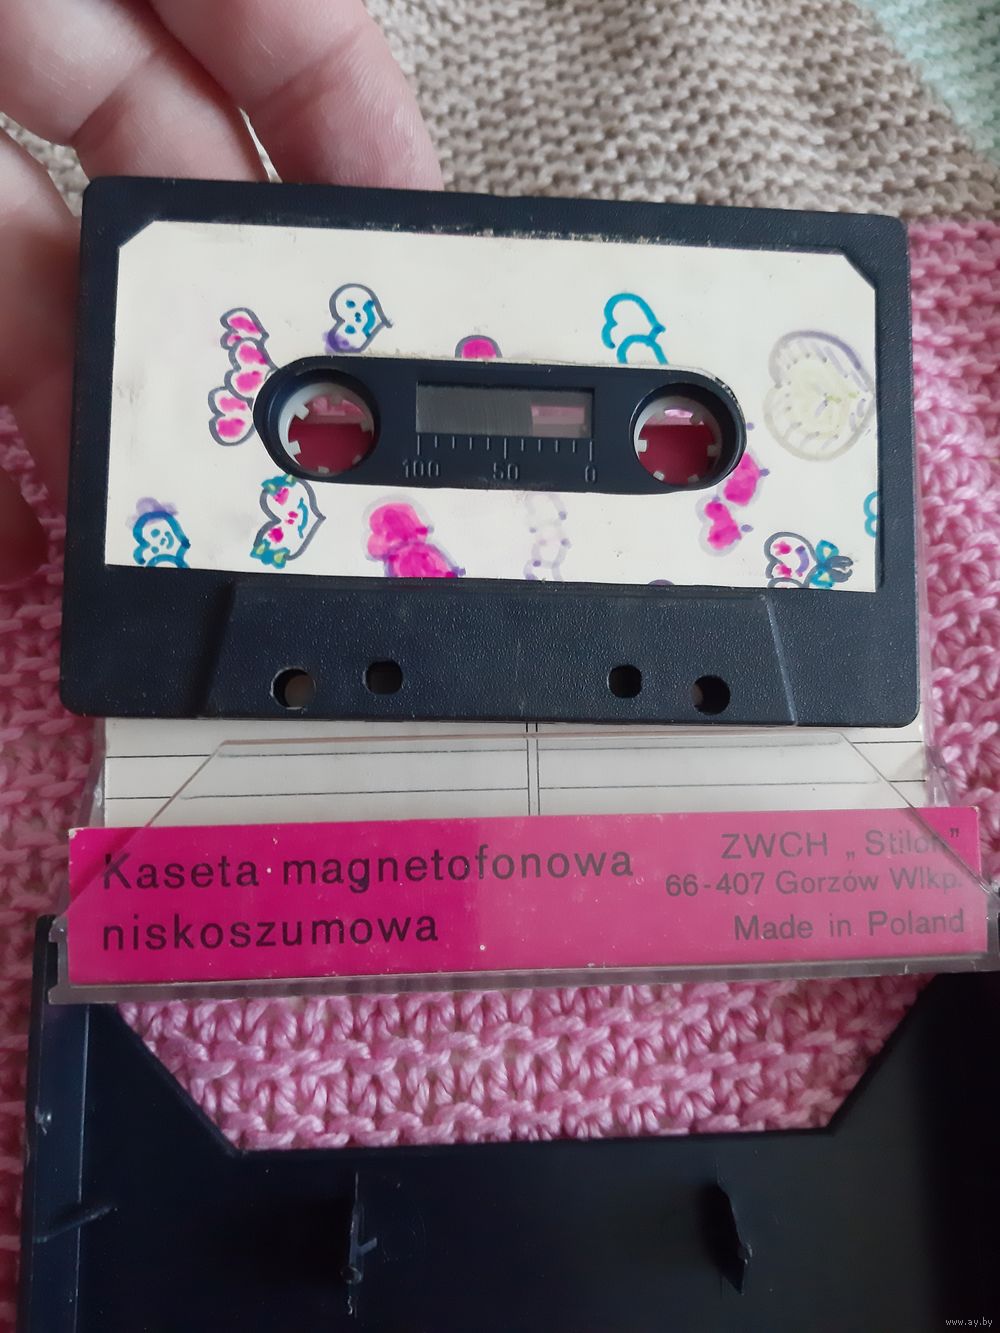 100 50 0
Kaseta magnetofonowa
niskoszumowa
ZWCH „Stilon”
66-407 Gorzów Wlkp.
Made in Poland
www.ay.by